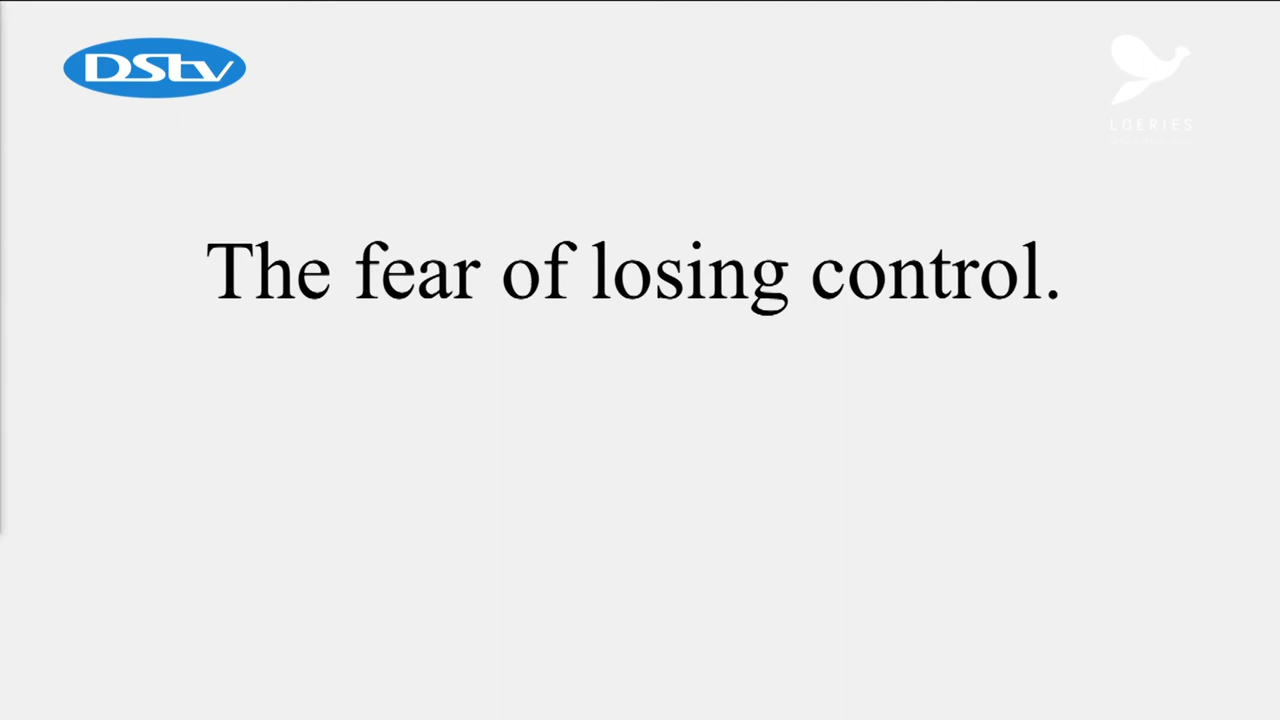 DStv
LOERIES
The fear of losing control.